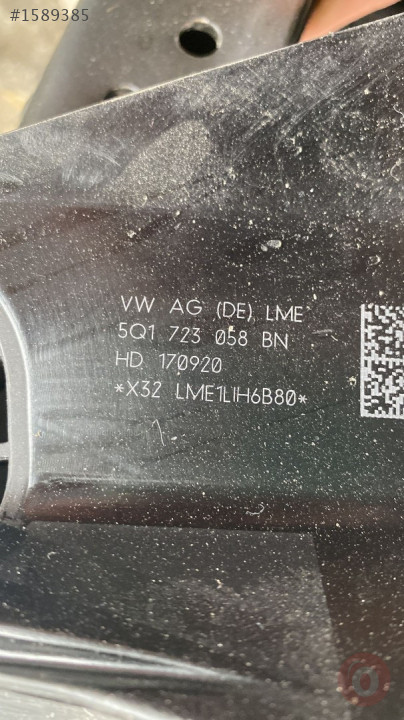 #1589385
VW AG (DE) LME
5Q1 723 058 BN
HD 170920
*X32 LME1LIH6B80*